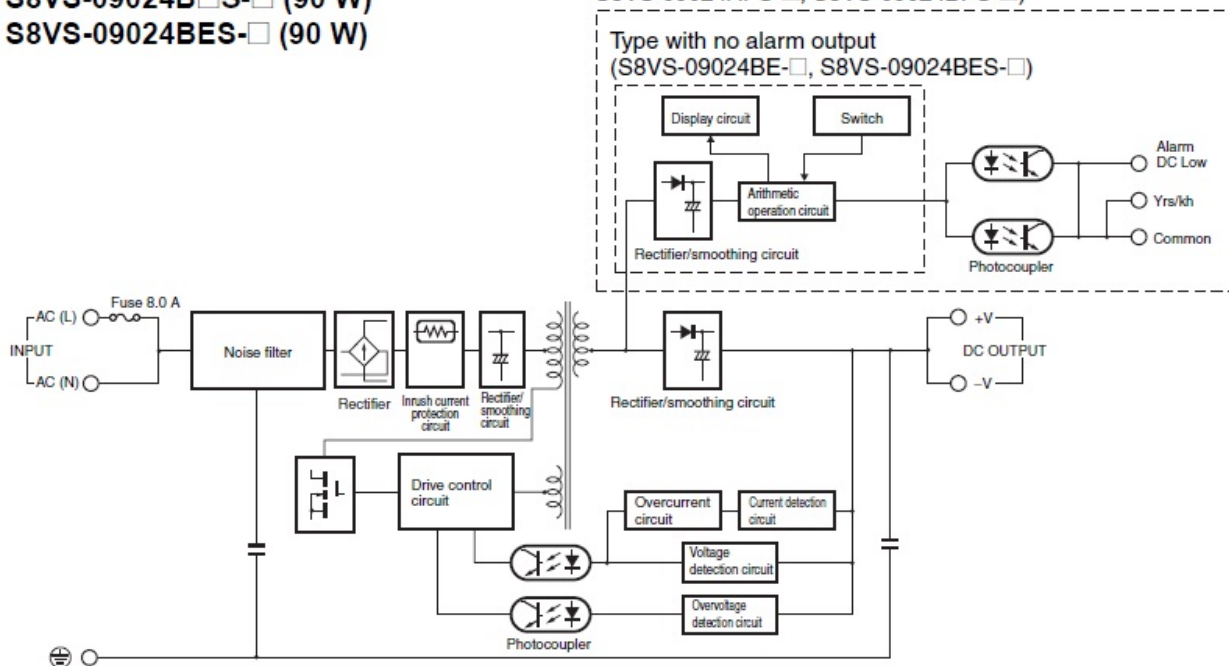 S8VS-09024B□S-□ (90 W)
S8VS-09024BES-□ (90 W)
Type with no alarm output
(S8VS-09024BE-□, S8VS-09024BES-□)
Display circuit
Switch
Arithmetic
operation circuit
Rectifier/smoothing circuit
Alarm
DC Low
Yrs/kh
Common
Photocoupler
AC (L)
Fuse 8.0 A
INPUT
AC (N)
Noise filter
Rectifier
Inrush current
protection
circuit
Rectifier/
smoothing
circuit
Rectifier/smoothing circuit
+V
DC OUTPUT
–V
Drive control
circuit
Overcurrent
circuit
Current detection
circuit
Voltage
detection circuit
Overvoltage
detection circuit
Photocoupler